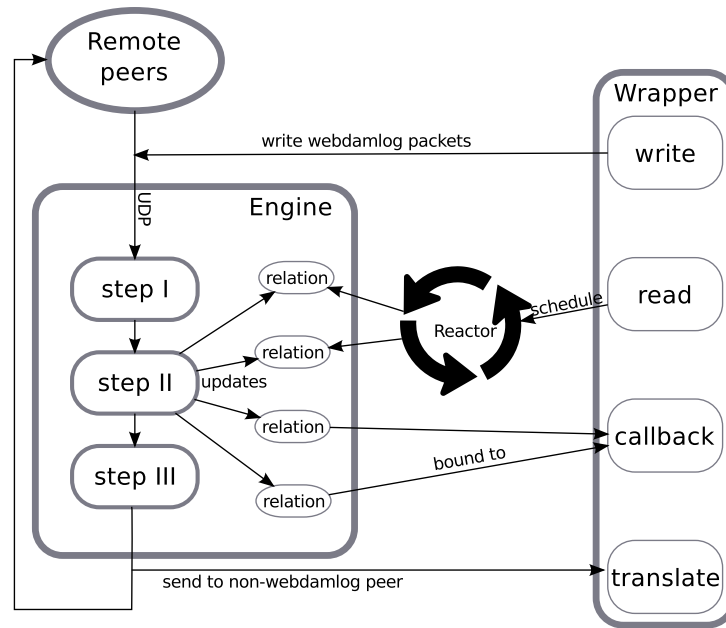 Remote
peers
Wrapper
write webdamlog packets
write
UDP
Engine
step I
relation
schedule
read
Reactor
relation
step II
updates
relation
callback
bound to
step III
relation
send to non-webdamlog peer
translate